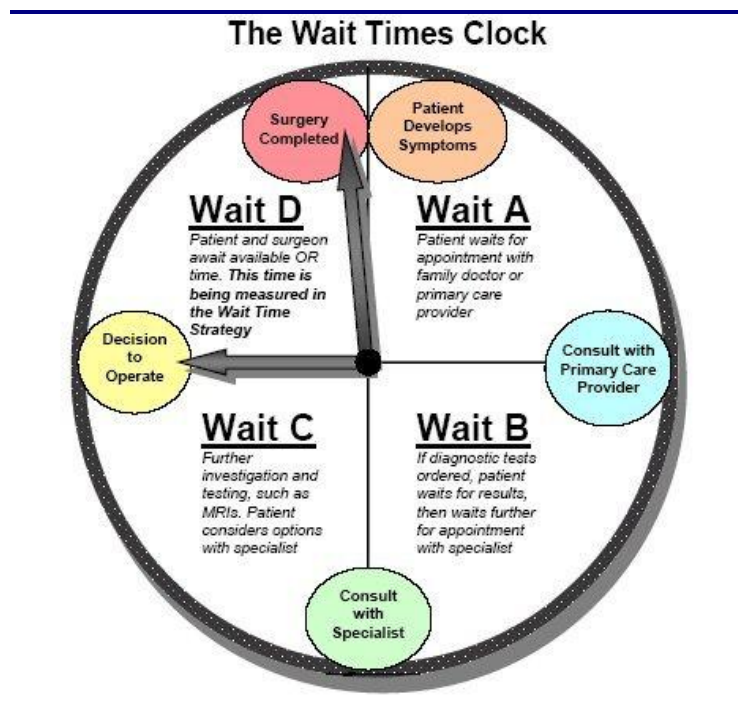 The Wait Times Clock
Surgery
Completed
Patient
Develops
Symptoms
Wait D
Patient and surgeon
await available OR
time. This time is
being measured in
the Wait Time
Strategy
Wait A
Patient waits for
appointment with
family doctor or
primary care
provider
Decision
to
Operate
Consult with
Primary Care
Provider
Wait C
Further
investigation and
testing, such as
MRIs. Patient
considers options
with specialist
Wait B
If diagnostic tests
ordered, patient
waits for results,
then waits further
for appointment
with specialist
Consult
with
Specialist